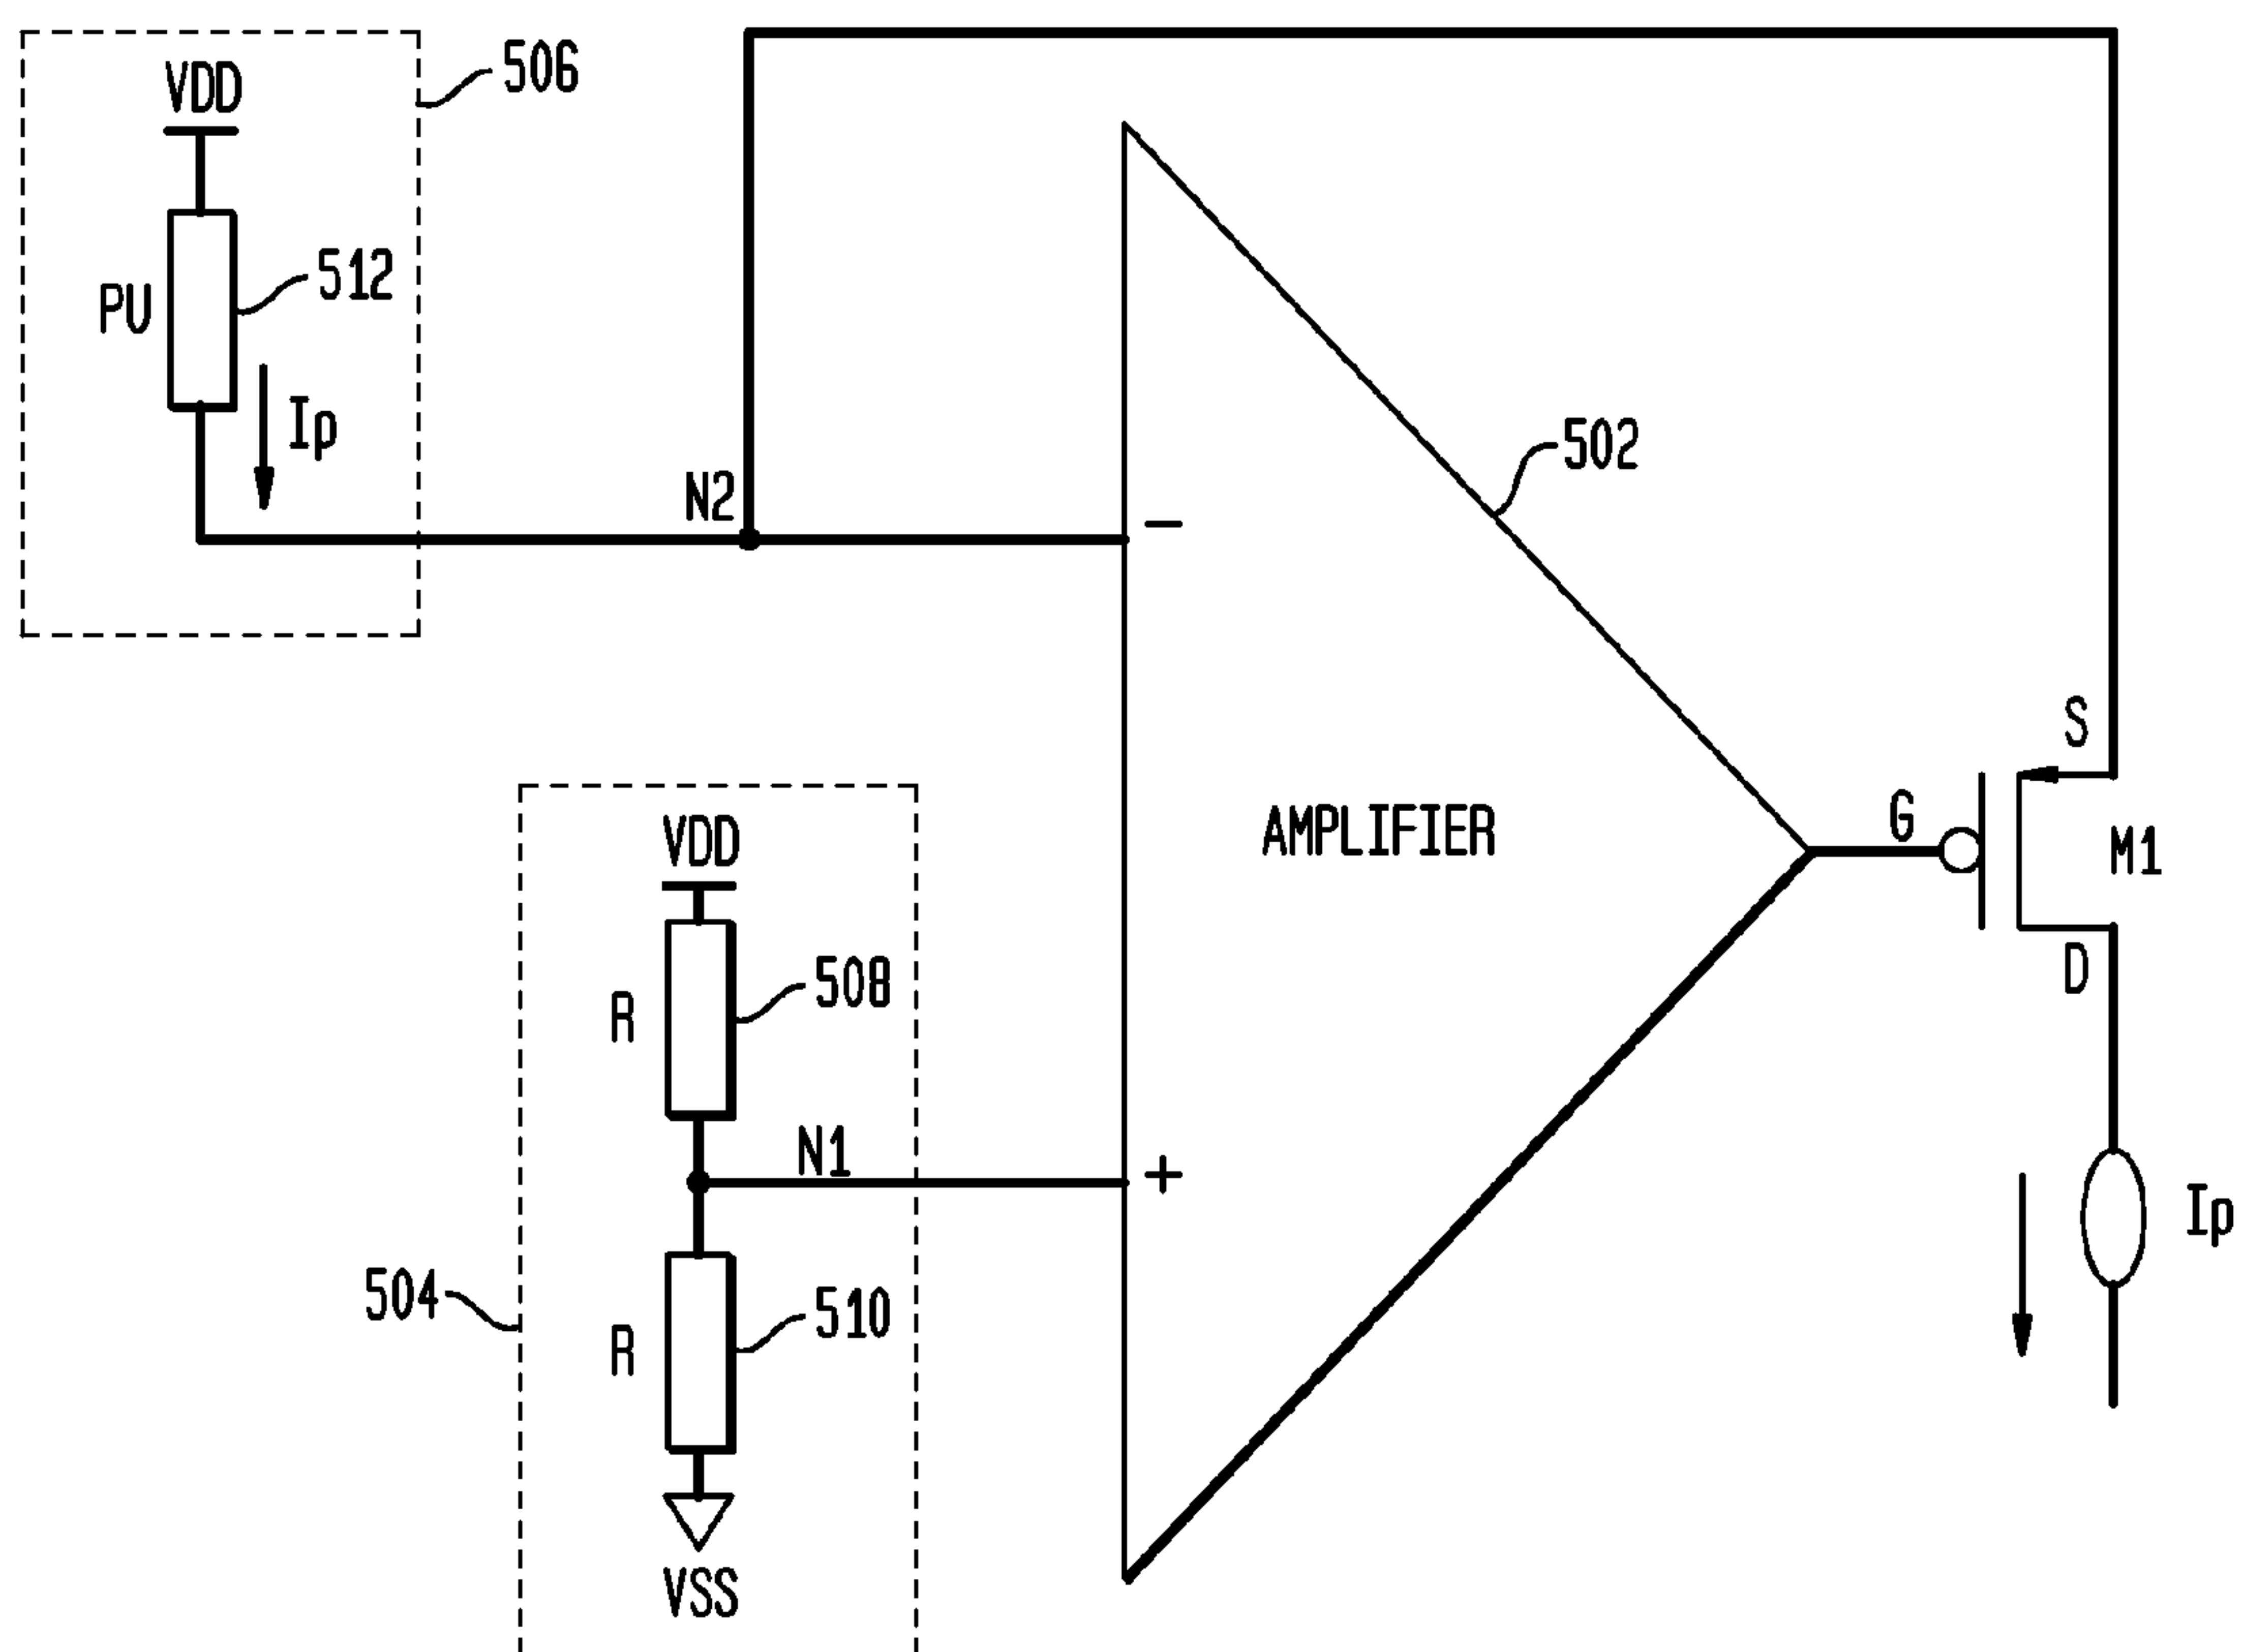 506
VDD
512
PU
Ip
N2
-
502
S
VDD
AMPLIFIER
G
M1
D
508
R
N1
+
Ip
504
510
R
VSS